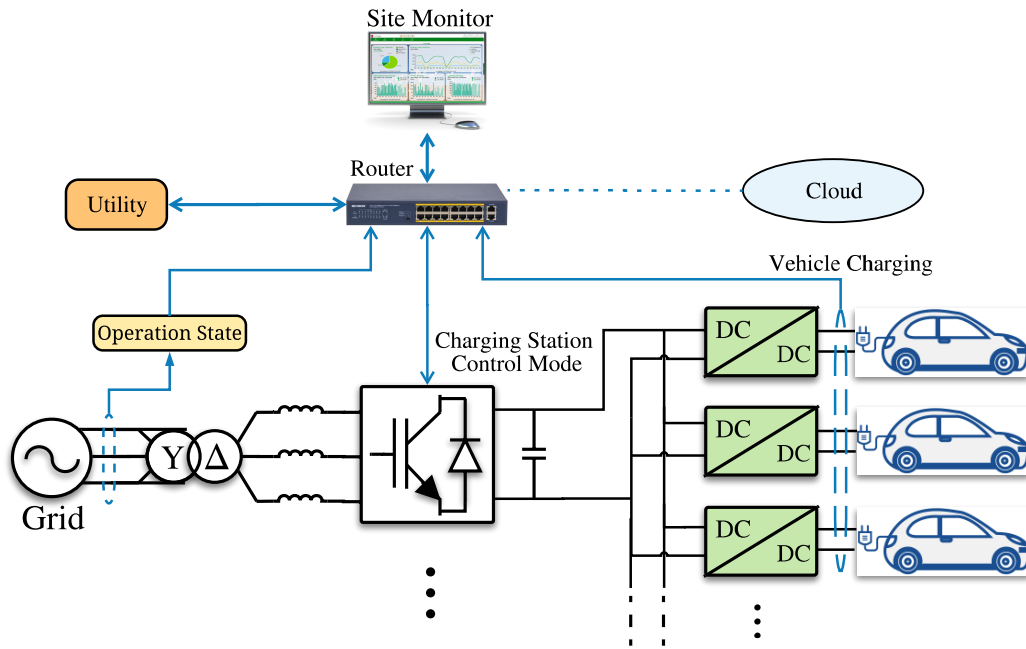 Site Monitor
Router
Utility
Cloud
Vehicle Charging
Operation State
Charging Station
Control Mode
DC
DC
Y
Δ
DC
DC
Grid
DC
DC